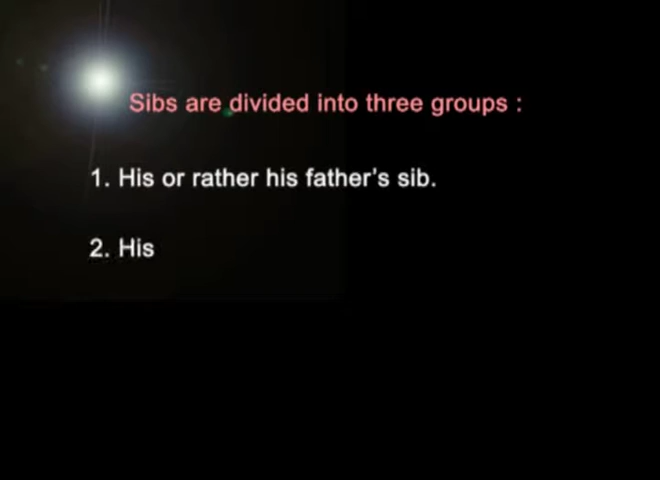 Sibs are divided into three groups :
1. His or rather his father's sib.
2. His